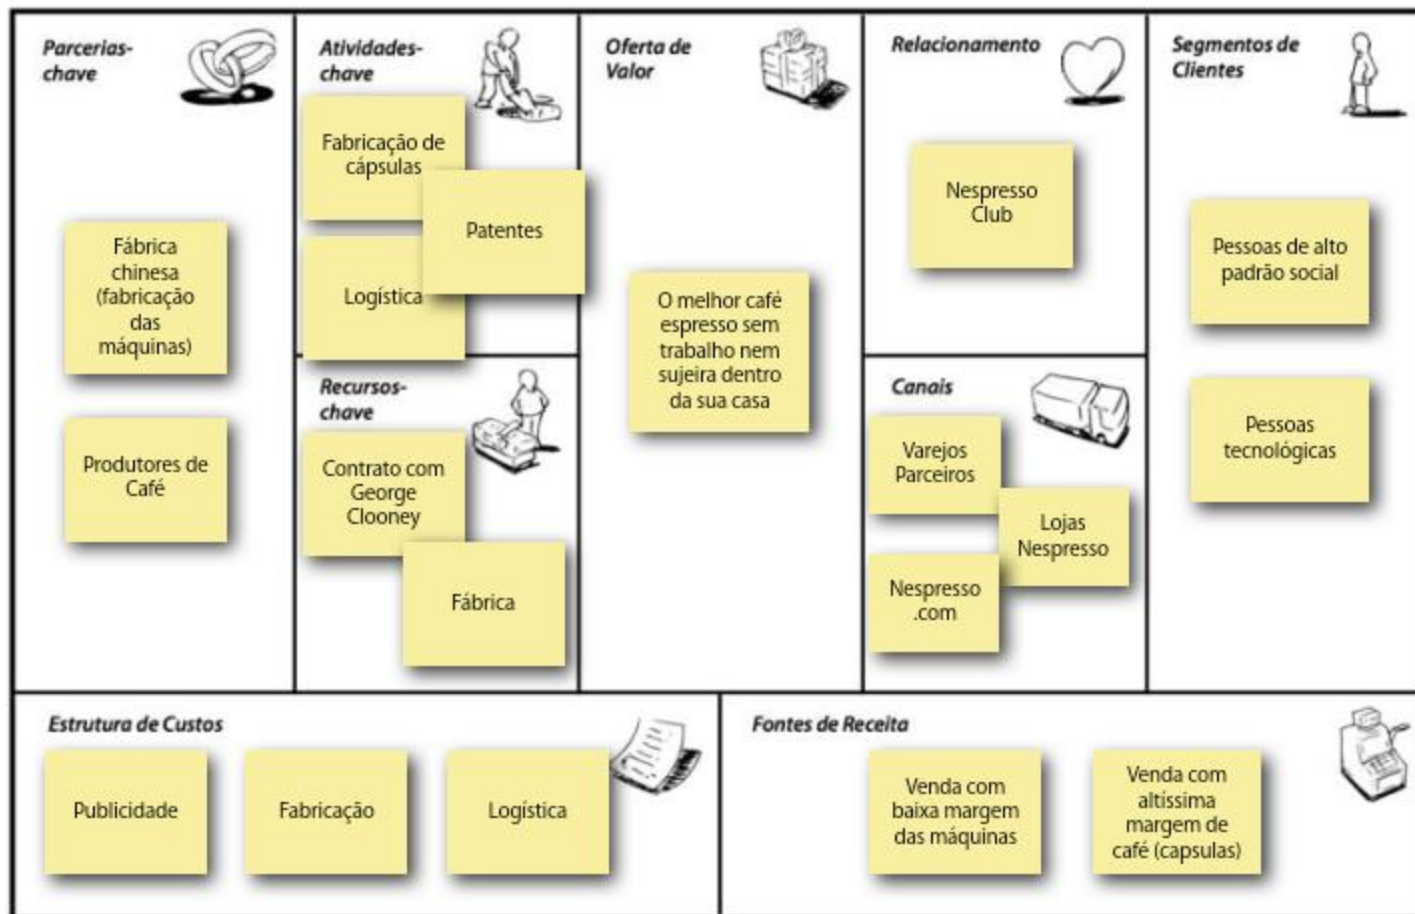 Parcerias-
chave
Fábrica
chinesa
(fabricação
das
máquinas)
Produtores de
Café
Atividades-
chave
Fabricação de
cápsulas
Patentes
Logística
Recursos-
chave
Contrato com
George
Clooney
Fábrica
Oferta de
Valor
O melhor café
espresso sem
trabalho nem
sujeira dentro
da sua casa
Relacionamento
Nespresso
Club
Canais
Varejos
Parceiros
Lojas
Nespresso
Nespresso
.com
Segmentos de
Clientes
Pessoas de alto
padrão social
Pessoas
tecnológicas
Estrutura de Custos
Publicidade
Fabricação
Logística
Fontes de Receita
Venda com
baixa margem
das máquinas
Venda com
altíssima
margem de
café (capsulas)